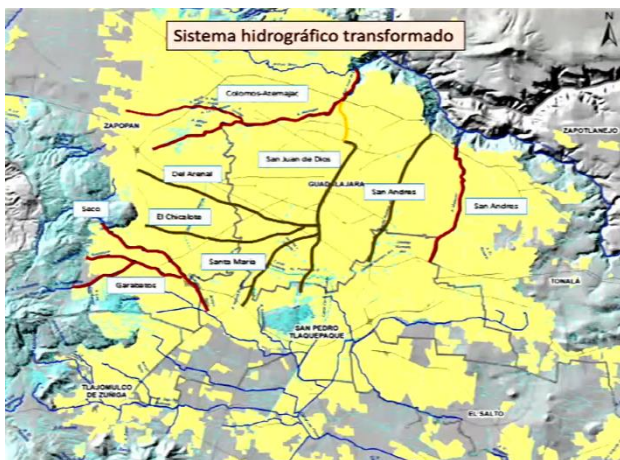 Sistema hidrográfico transformado
N
Colomos-Atemajac
ZAPOPAN
ZAPOTLANEJO
San Juan de Dios
Del Arenal
GUADALAJARA
San Andres
Seco
El Chicalote
San Andres
Santa María
Garabatos
TONALÁ
SAN PEDRO
TLAQUEPAQUE
TLAJOMULCO
DE ZUÑIGA
EL SALTO